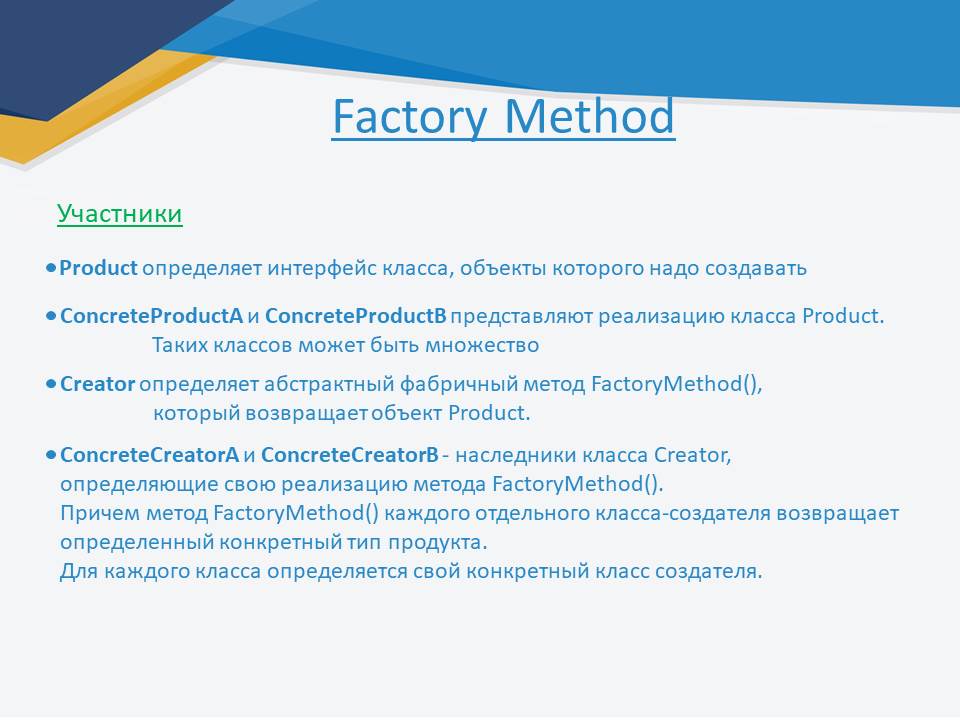 Factory Method
Участники
•Product определяет интерфейс класса, объекты которого надо создавать
•ConcreteProductA и ConcreteProductB представляют реализацию класса Product.
Таких классов может быть множество
•Creator определяет абстрактный фабричный метод FactoryMethod(),
который возвращает объект Product.
•ConcreteCreatorA и ConcreteCreatorB - наследники класса Creator,
определяющие свою реализацию метода FactoryMethod().
Причем метод FactoryMethod() каждого отдельного класса-создателя возвращает
определенный конкретный тип продукта.
Для каждого класса определяется свой конкретный класс создателя.